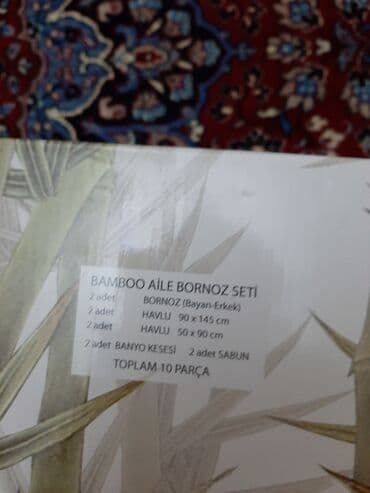 BAMBOO AİLE BORNOZ SETİ
2 adet BORNOZ (Bayan-Erkek)
2 adet HAVLU 90 x 145 cm
2 adet HAVLU 50 x 90 cm
2 adet BANYO KESESİ 2 adet SABUN
TOPLAM 10 PARÇA